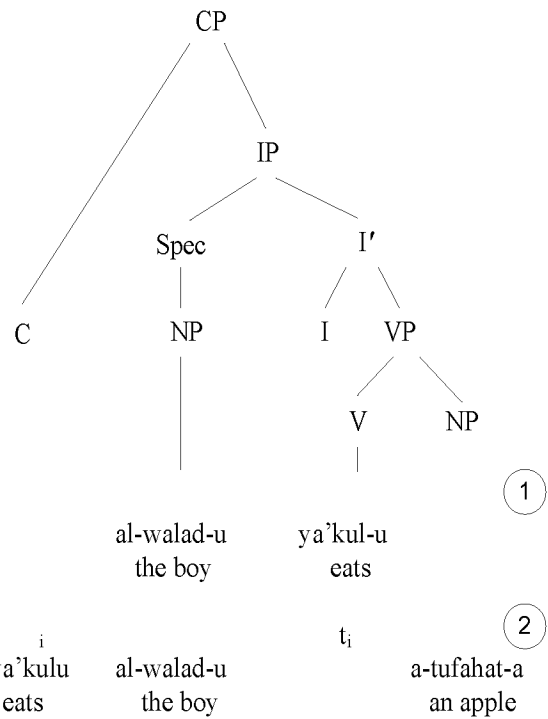 CP
IP
Spec I′
C NP I VP
V NP
1
al-walad-u ya’kul-u
the boy eats
i ti 2
a’kulu al-walad-u a-tufahat-a
eats the boy an apple